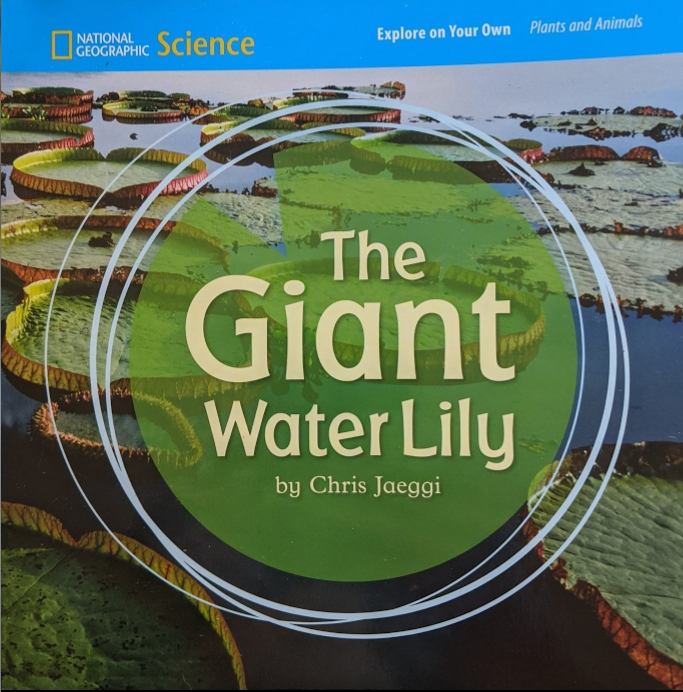 NATIONAL
GEOGRAPHIC Science
Explore on Your Own Plants and Animals
The
Giant
Water Lily
by Chris Jaeggi